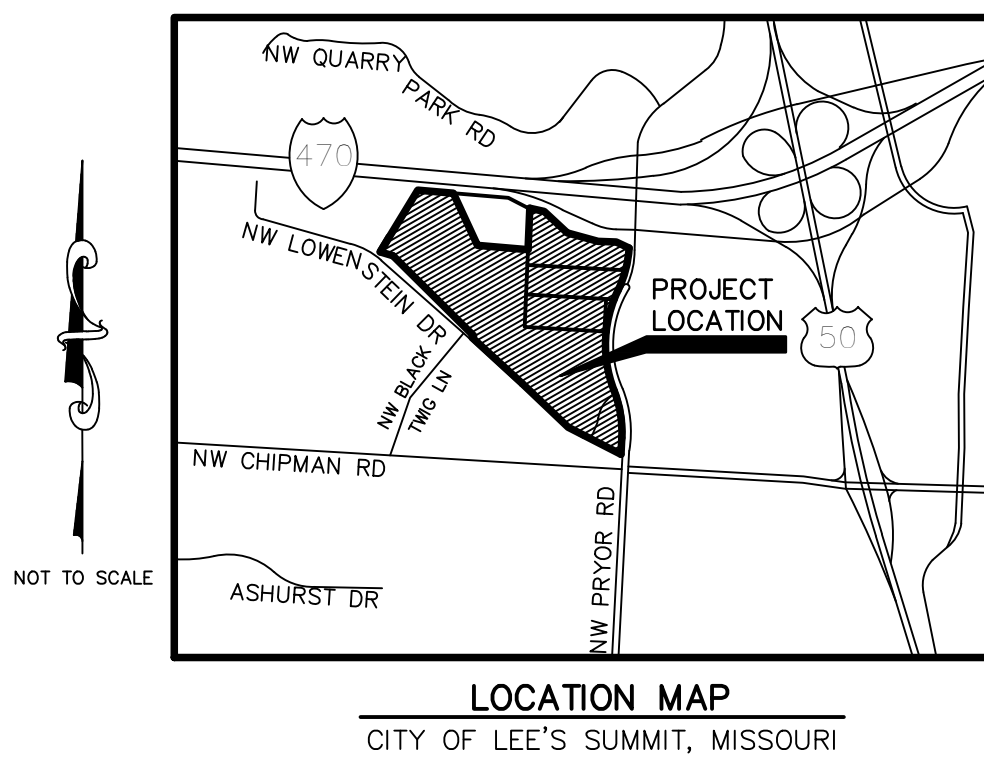 NW QUARRY
PARK RD
470
NW LOWENSTEIN DR
PROJECT
LOCATION
50
NW BLACK
TWIG LN
NW CHIPMAN RD
NW PRYOR RD
NOT TO SCALE
ASHURST DR
LOCATION MAP
CITY OF LEE'S SUMMIT, MISSOURI